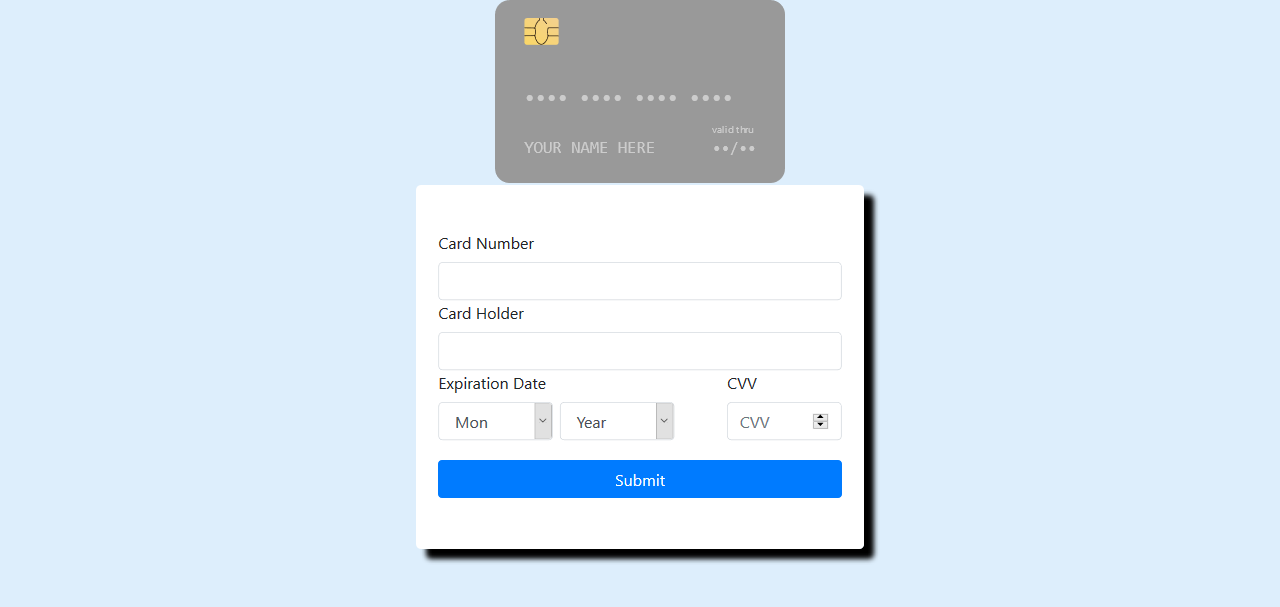 •••• •••• •••• ••••
valid thru
YOUR NAME HERE ••/••
Card Number
Card Holder
Expiration Date CVV
Mon Year CVV
Submit